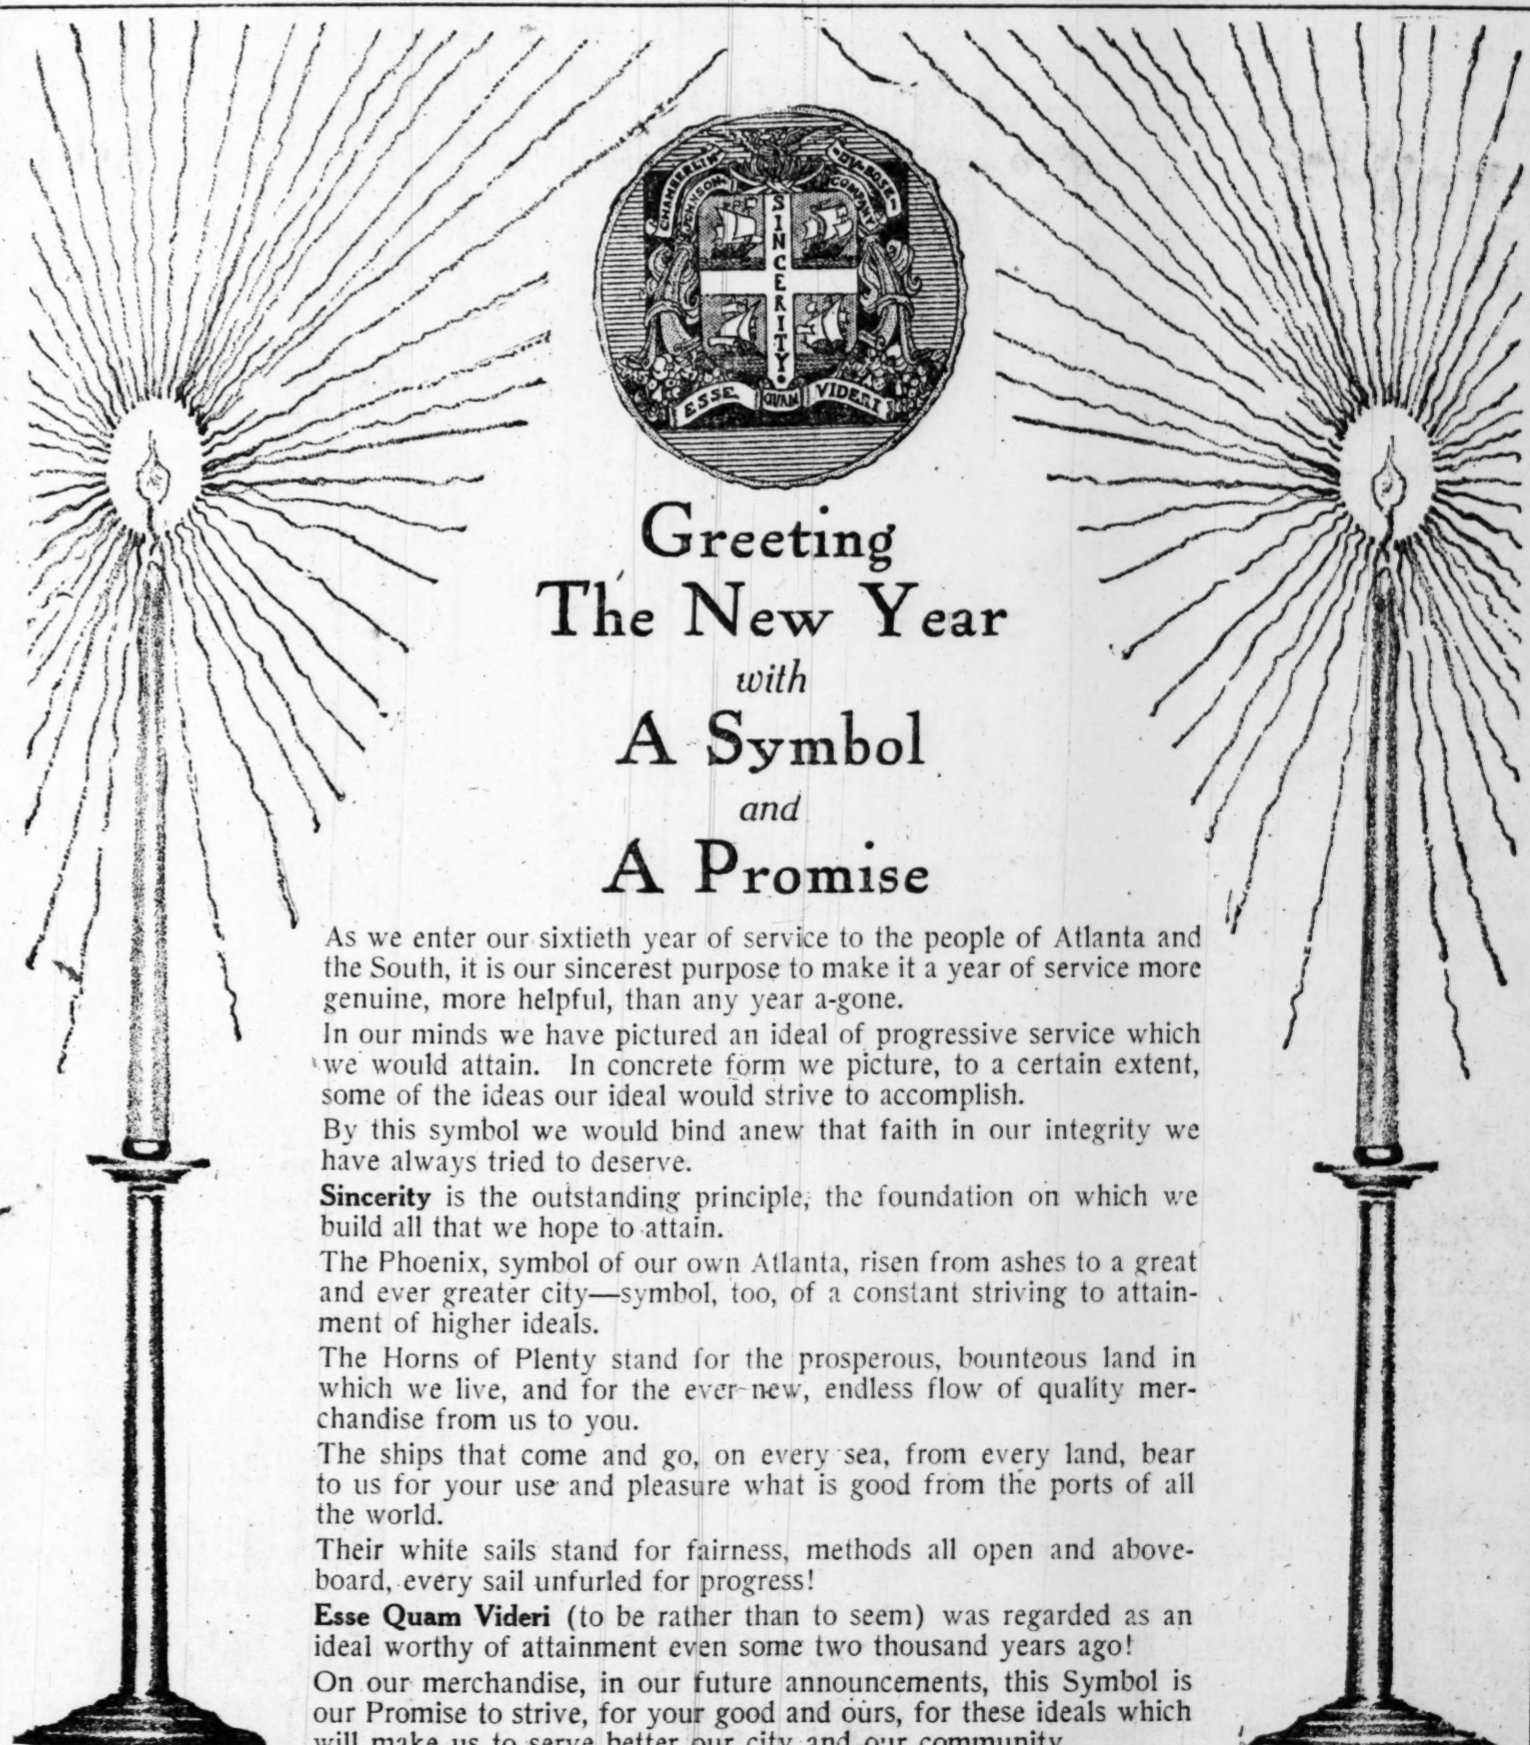 CHAMBERLIN
JOHNSON
DU BOSE
COMPANY
SINCERITY
ESSE QUAM VIDERI
Greeting
The New Year
with
A Symbol
and
A Promise
As we enter our sixtieth year of service to the people of Atlanta and
the South, it is our sincerest purpose to make it a year of service more
genuine, more helpful, than any year a-gone.
In our minds we have pictured an ideal of progressive service which
we would attain. In concrete form we picture, to a certain extent,
some of the ideas our ideal would strive to accomplish.
By this symbol we would bind anew that faith in our integrity we
have always tried to deserve.
Sincerity is the outstanding principle, the foundation on which we
build all that we hope to attain.
The Phoenix, symbol of our own Atlanta, risen from ashes to a great
and ever greater city—symbol, too, of a constant striving to attain-
ment of higher ideals.
The Horns of Plenty stand for the prosperous, bounteous land in
which we live, and for the ever-new, endless flow of quality mer-
chandise from us to you.
The ships that come and go, on every sea, from every land, bear
to us for your use and pleasure what is good from the ports of all
the world.
Their white sails stand for fairness, methods all open and above-
board, every sail unfurled for progress!
Esse Quam Videri (to be rather than to seem) was regarded as an
ideal worthy of attainment even some two thousand years ago!
On our merchandise, in our future announcements, this Symbol is
our Promise to strive, for your good and ours, for these ideals which
will make us to serve better our city and our community